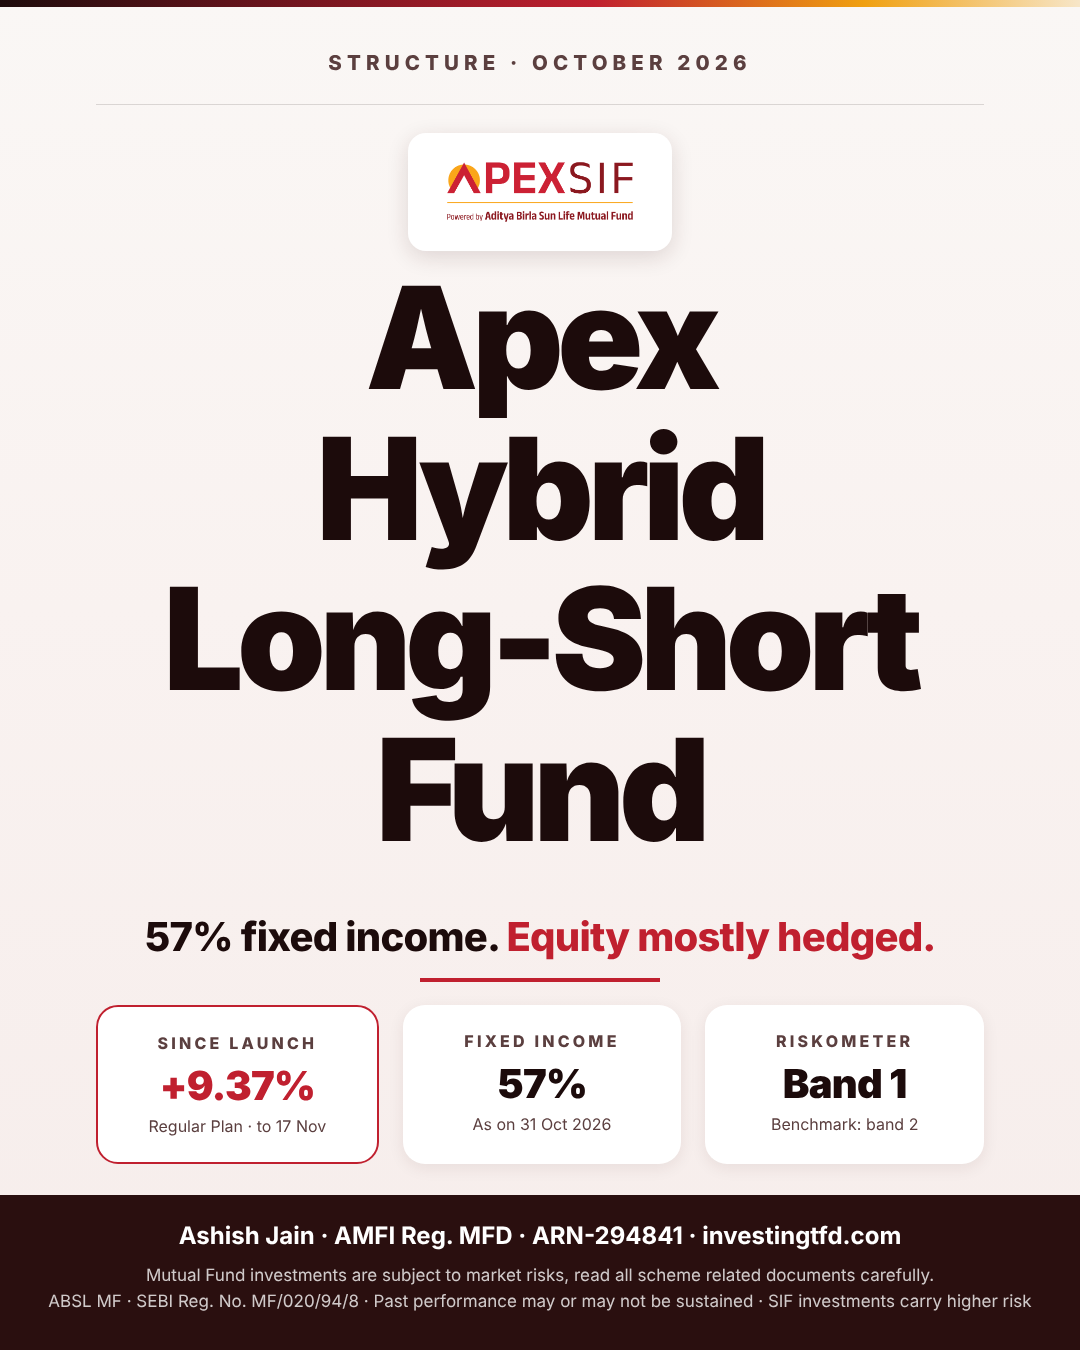 STRUCTURE · OCTOBER 2026
APEXSIF
Powered by Aditya Birla Sun Life Mutual Fund
Apex
Hybrid
Long-Short
Fund
57% fixed income. Equity mostly hedged.
SINCE LAUNCH
+9.37%
Regular Plan · to 17 Nov
FIXED INCOME
57%
As on 31 Oct 2026
RISKOMETER
Band 1
Benchmark: band 2
Ashish Jain · AMFI Reg. MFD · ARN-294841 · investingtfd.com
Mutual Fund investments are subject to market risks, read all scheme related documents carefully.
ABSL MF · SEBI Reg. No. MF/020/94/8 · Past performance may or may not be sustained · SIF investments carry higher risk